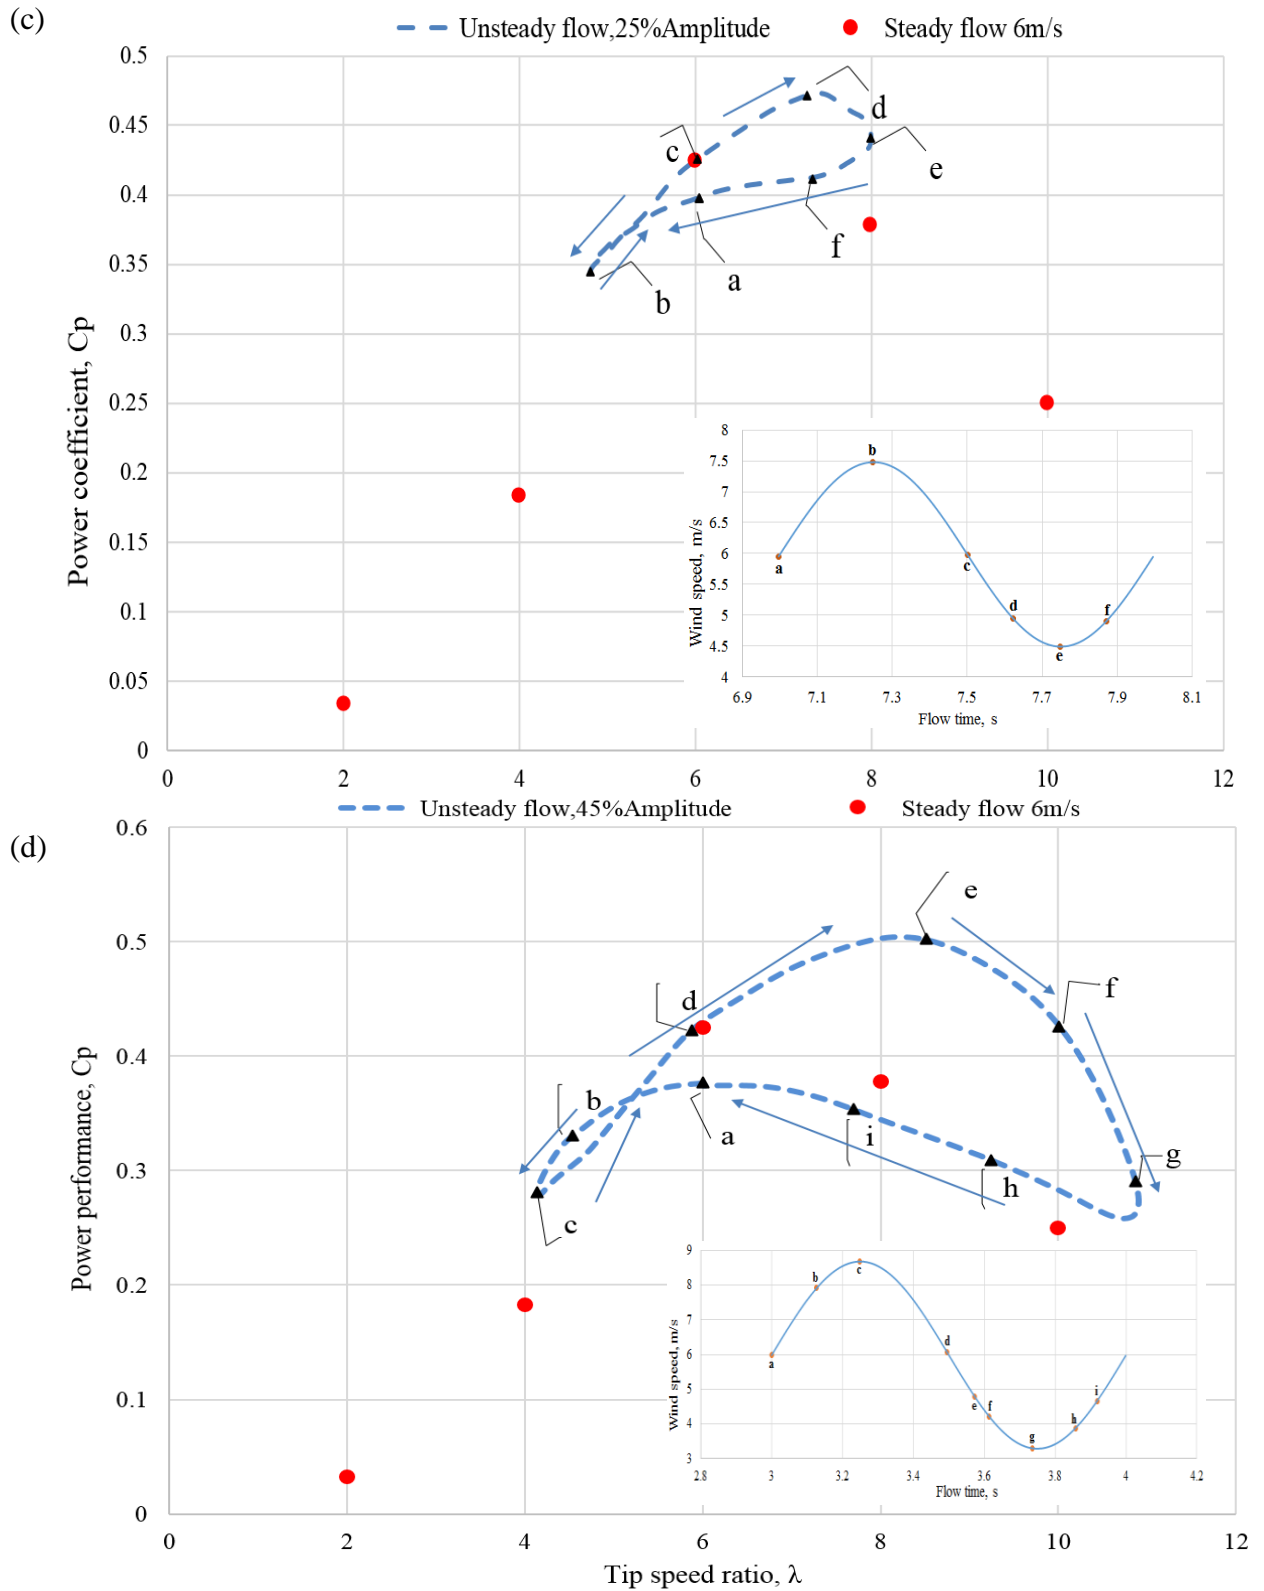 (c)
Unsteady flow,25%Amplitude
Steady flow 6m/s
0.5
0.45
0.4
0.35
0.3
0.25
0.2
0.15
0.1
0.05
0
Power coefficient, Cp
d
c
e
f
a
b
8
7.5
7
6.5
6
5.5
5
4.5
4
Wind speed, m/s
b
a
c
d
f
e
6.9 7.1 7.3 7.5 7.7 7.9 8.1
Flow time, s
0 2 4 6 8 10 12
Unsteady flow,45%Amplitude
Steady flow 6m/s
(d)
0.6
0.5
0.4
0.3
0.2
0.1
0
Power performance, Cp
e
d
f
b
a
i
g
h
c
9
8
7
6
5
4
3
Wind speed, m/s
b
c
a
d
e
f
i
h
g
2.8 3 3.2 3.4 3.6 3.8 4 4.2
Flow time, s
0 2 4 6 8 10 12
Tip speed ratio, λ